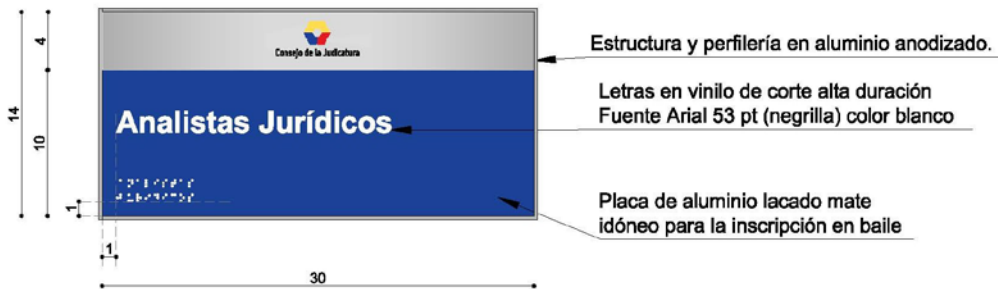 Consejo de la Judicatura
Estructura y perfilería en aluminio anodizado.
4
14
10
1
Analistas Jurídicos
Letras en vinilo de corte alta duración
Fuente Arial 53 pt (negrilla) color blanco
Placa de aluminio lacado mate
idóneo para la inscripción en baile
1
30